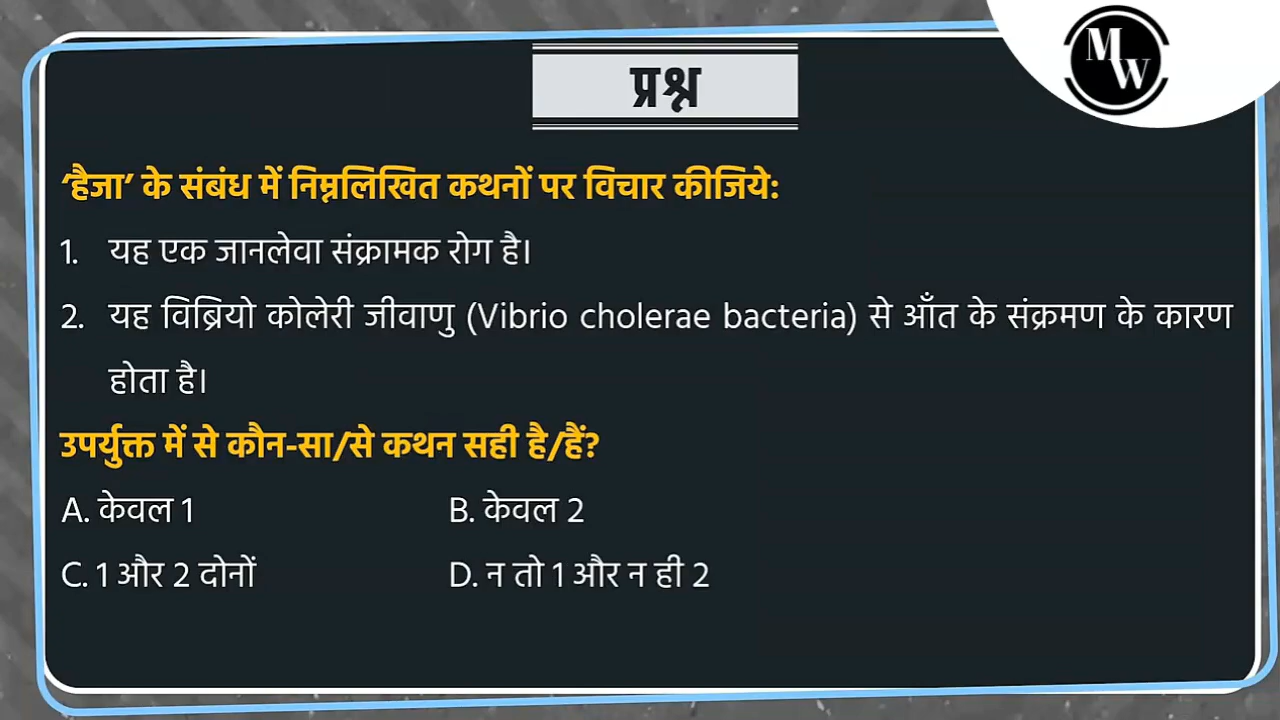 MW
प्रश्न
‘हैजा’ के संबंध में निम्नलिखित कथनों पर विचार कीजिये:
1. यह एक जानलेवा संक्रामक रोग है।
2. यह विब्रियो कोलेरी जीवाणु (Vibrio cholerae bacteria) से आँत के संक्रमण के कारण
होता है।
उपर्युक्त में से कौन-सा/से कथन सही है/हैं?
A. केवल 1 B. केवल 2
C. 1 और 2 दोनों D. न तो 1 और न ही 2